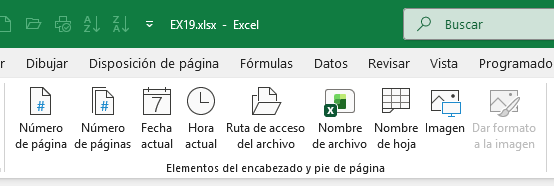 EX19.xlsx - Excel
Buscar
r Dibujar Disposición de página Fórmulas Datos Revisar Vista Programado
Número de página
Número de páginas
Fecha actual
Hora actual
Ruta de acceso del archivo
Nombre de archivo
Nombre de hoja
Imagen
Dar formato a la imagen
Elementos del encabezado y pie de página